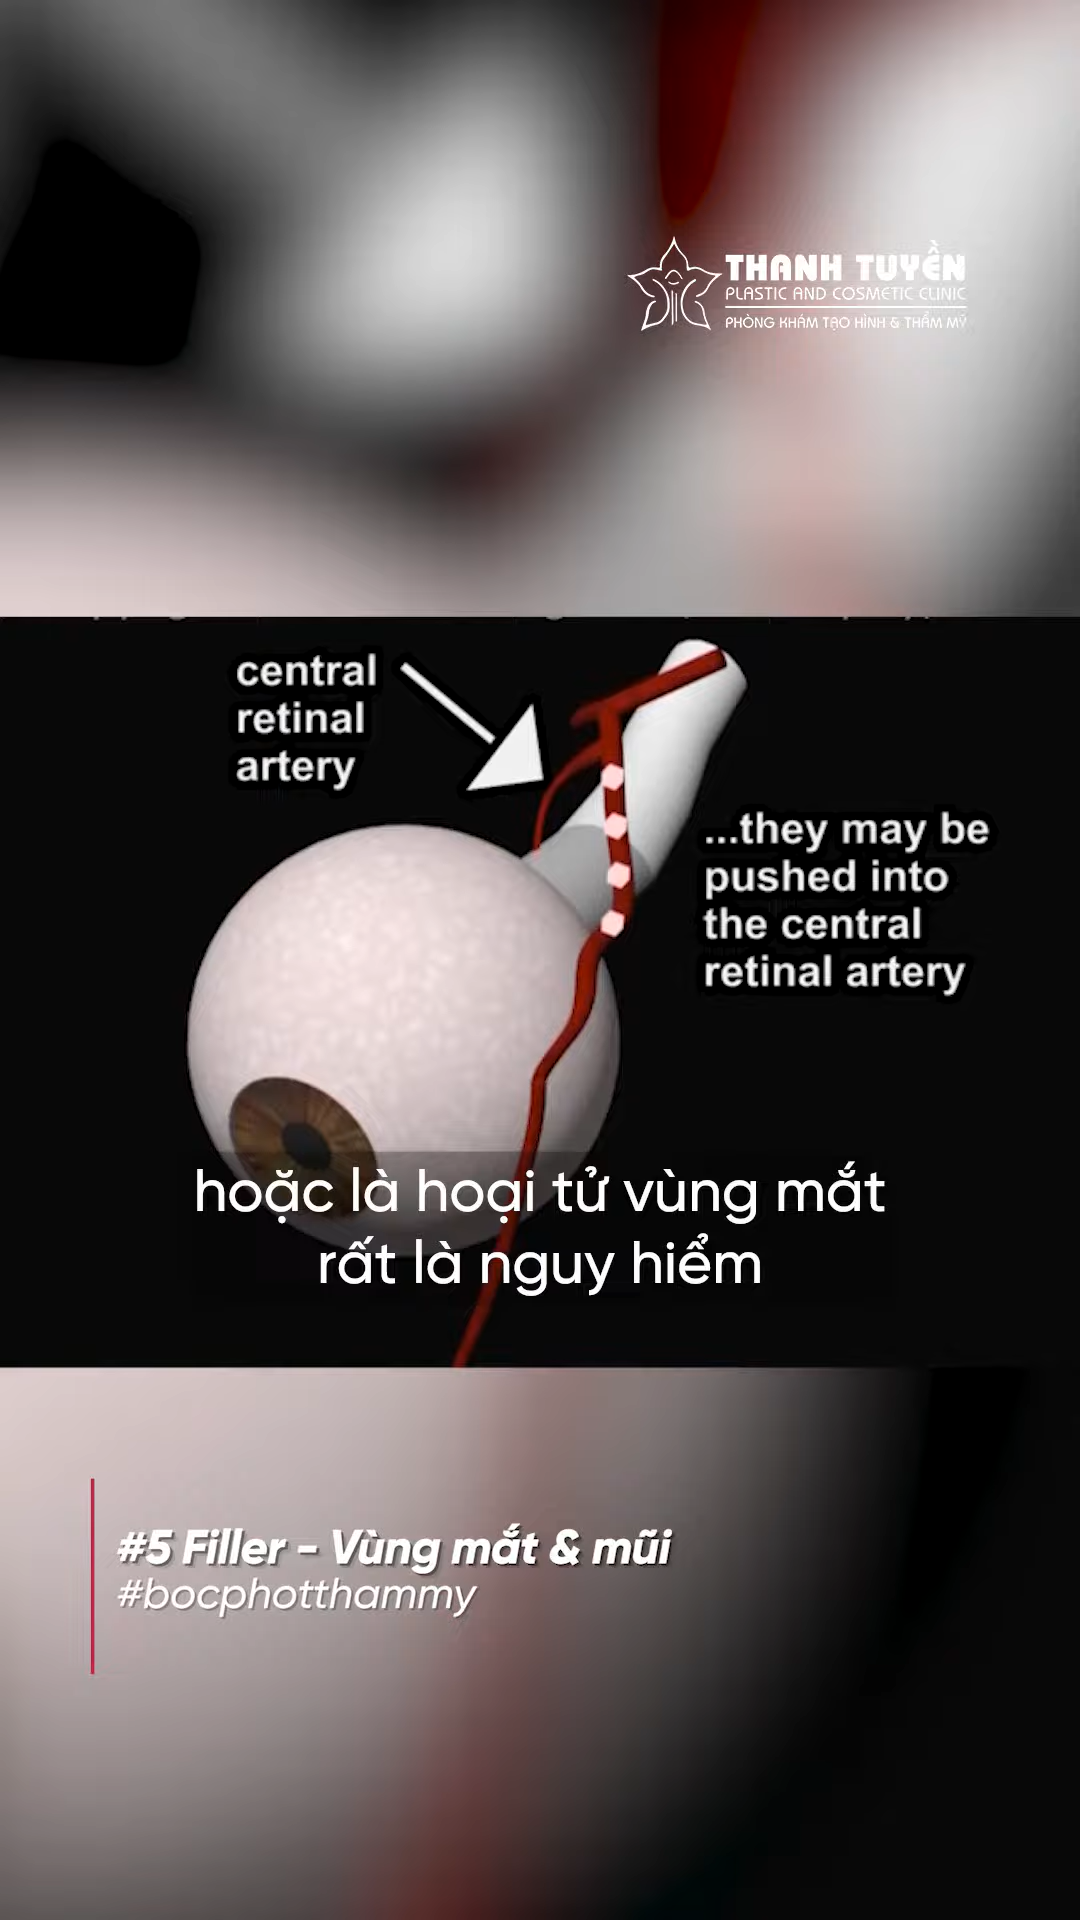 THANH TUYỀN
PLASTIC AND COSMETIC CLINIC
PHÒNG KHÁM TẠO HÌNH & THẨM MỸ
central
retinal
artery
...they may be
pushed into
the central
retinal artery
hoặc là hoại tử vùng mắt
rất là nguy hiểm
#5 Filler - Vùng mắt & mũi
#bocphotthammy